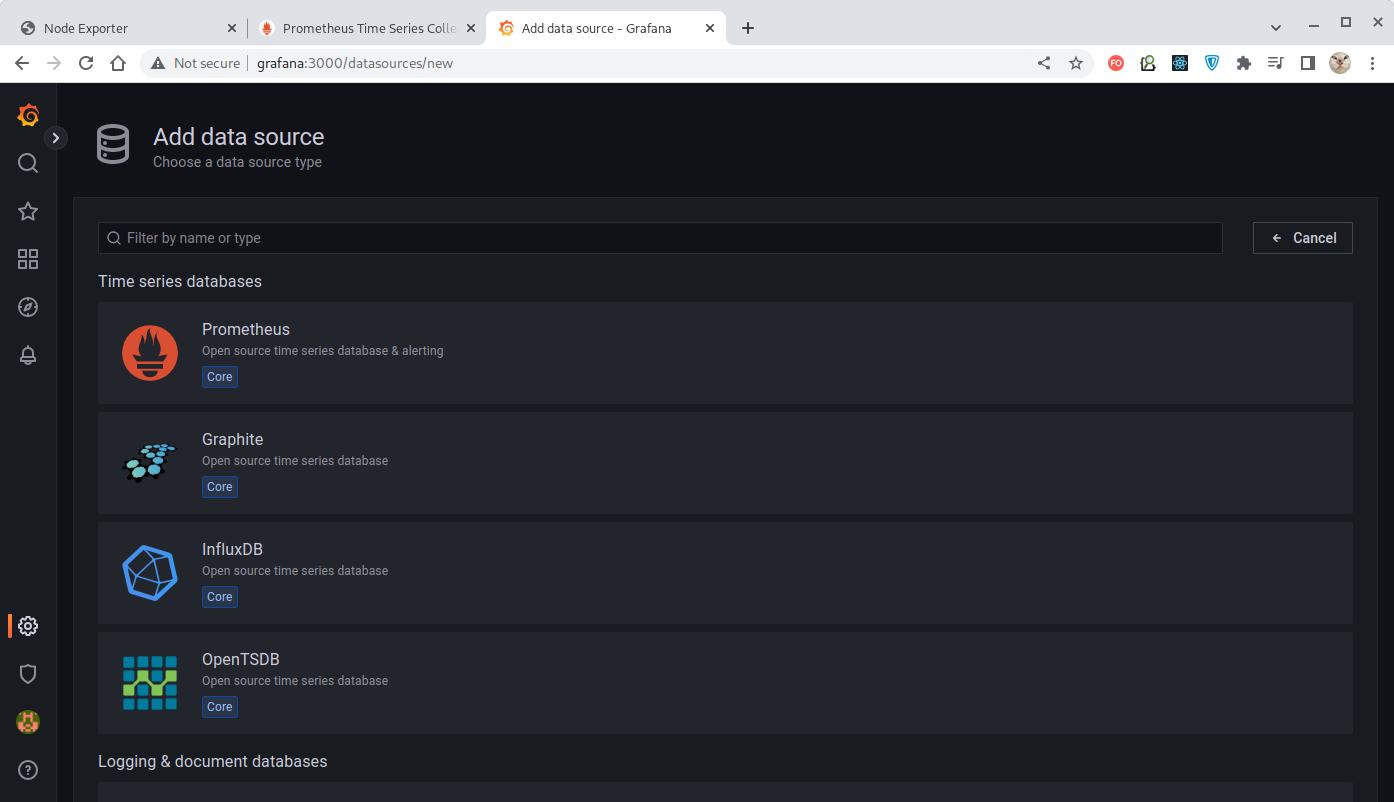 Node Exporter
Prometheus Time Series Colle
Add data source - Grafana
Not secure
grafana:3000/datasources/new
FO
Add data source
Choose a data source type
Filter by name or type
Cancel
Time series databases
Prometheus
Open source time series database & alerting
Core
Graphite
Open source time series database
Core
InfluxDB
Open source time series database
Core
OpenTSDB
Open source time series database
Core
Logging & document databases